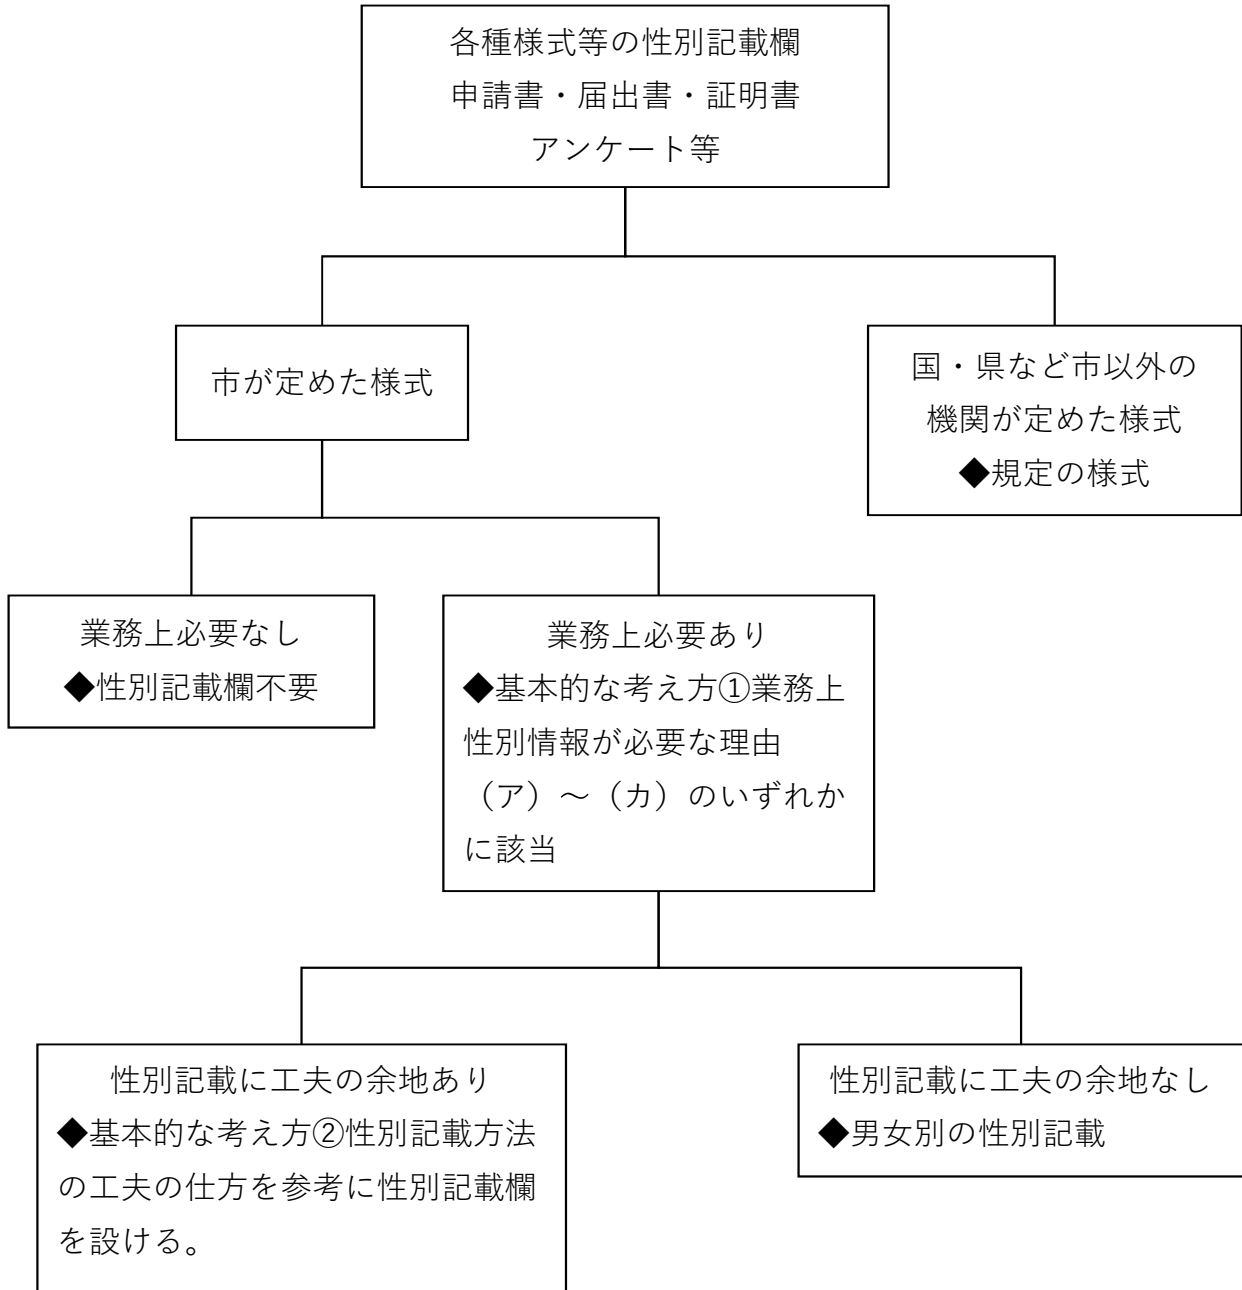 各種様式等の性別記載欄
申請書・届出書・証明書
アンケート等
市が定めた様式
国・県など市以外の
機関が定めた様式
◆規定の様式
業務上必要なし
◆性別記載欄不要
業務上必要あり
◆基本的な考え方①業務上
性別情報が必要な理由
（ア）～（カ）のいずれか
に該当
性別記載に工夫の余地あり
◆基本的な考え方②性別記載方法
の工夫の仕方を参考に性別記載欄
を設ける。
性別記載に工夫の余地なし
◆男女別の性別記載